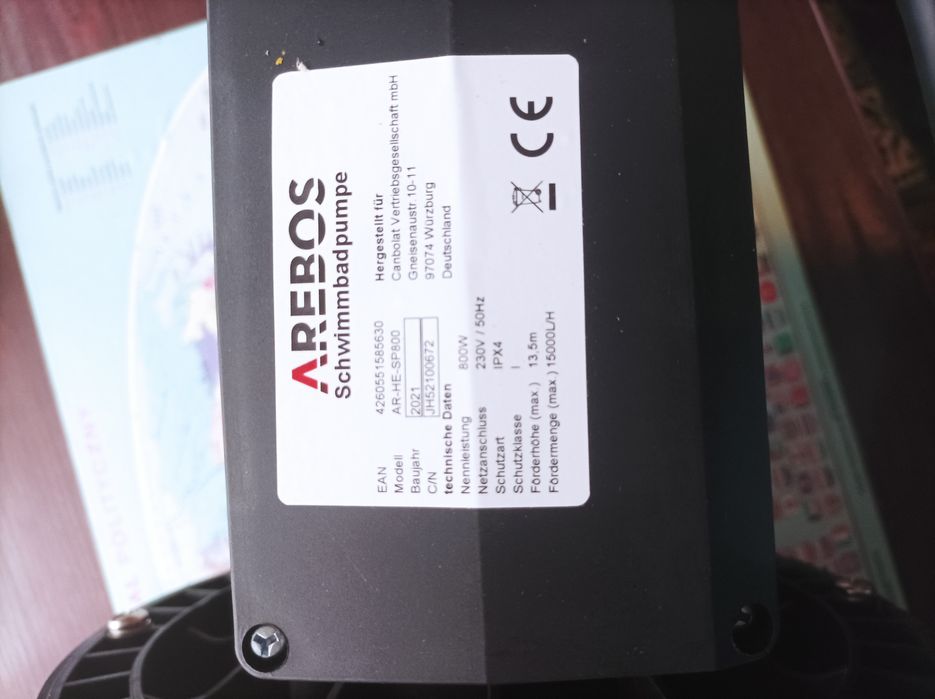 AREBOS
Schwimmbadpumpe
EAN 4260551585630
Modell AR-HE-SP800
Baujahr 2021
C/N JH52100672
technische Daten
Nennleistung 800W
Netzanschluss 230V / 50Hz
Schutzart IPX4
Schutzklasse I
Förderhöhe (max.) 13,5m
Fördermenge (max.) 15000L/H
Hergestellt für
Canbolat Vertriebsgesellschaft mbH
Gneisenaustr. 10-11
97074 Würzburg
Deutschland
CE
POLITYCZNY